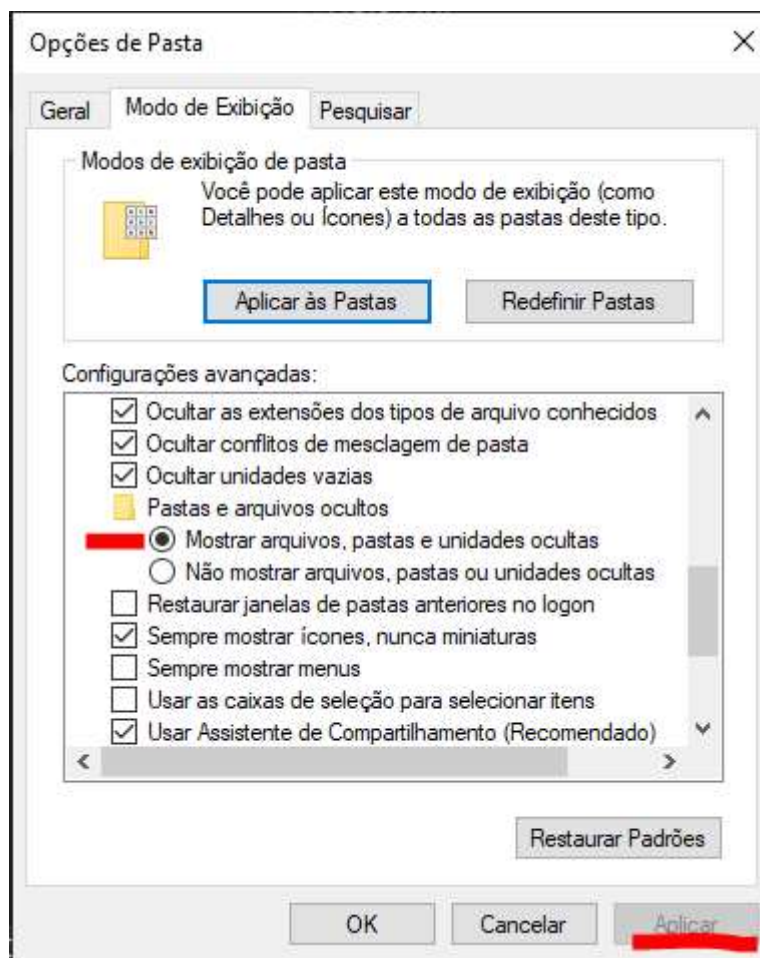 Opções de Pasta
Geral
Modo de Exibição
Pesquisar
Modos de exibição de pasta
Você pode aplicar este modo de exibição (como
Detalhes ou Ícones) a todas as pastas deste tipo.
Aplicar às Pastas
Redefinir Pastas
Configurações avançadas:
Ocultar as extensões dos tipos de arquivo conhecidos
Ocultar conflitos de mesclagem de pasta
Ocultar unidades vazias
Pastas e arquivos ocultos
Mostrar arquivos, pastas e unidades ocultas
Não mostrar arquivos, pastas ou unidades ocultas
Restaurar janelas de pastas anteriores no logon
Sempre mostrar ícones, nunca miniaturas
Sempre mostrar menus
Usar as caixas de seleção para selecionar itens
Usar Assistente de Compartilhamento (Recomendado)
Restaurar Padrões
OK
Cancelar
Aplicar